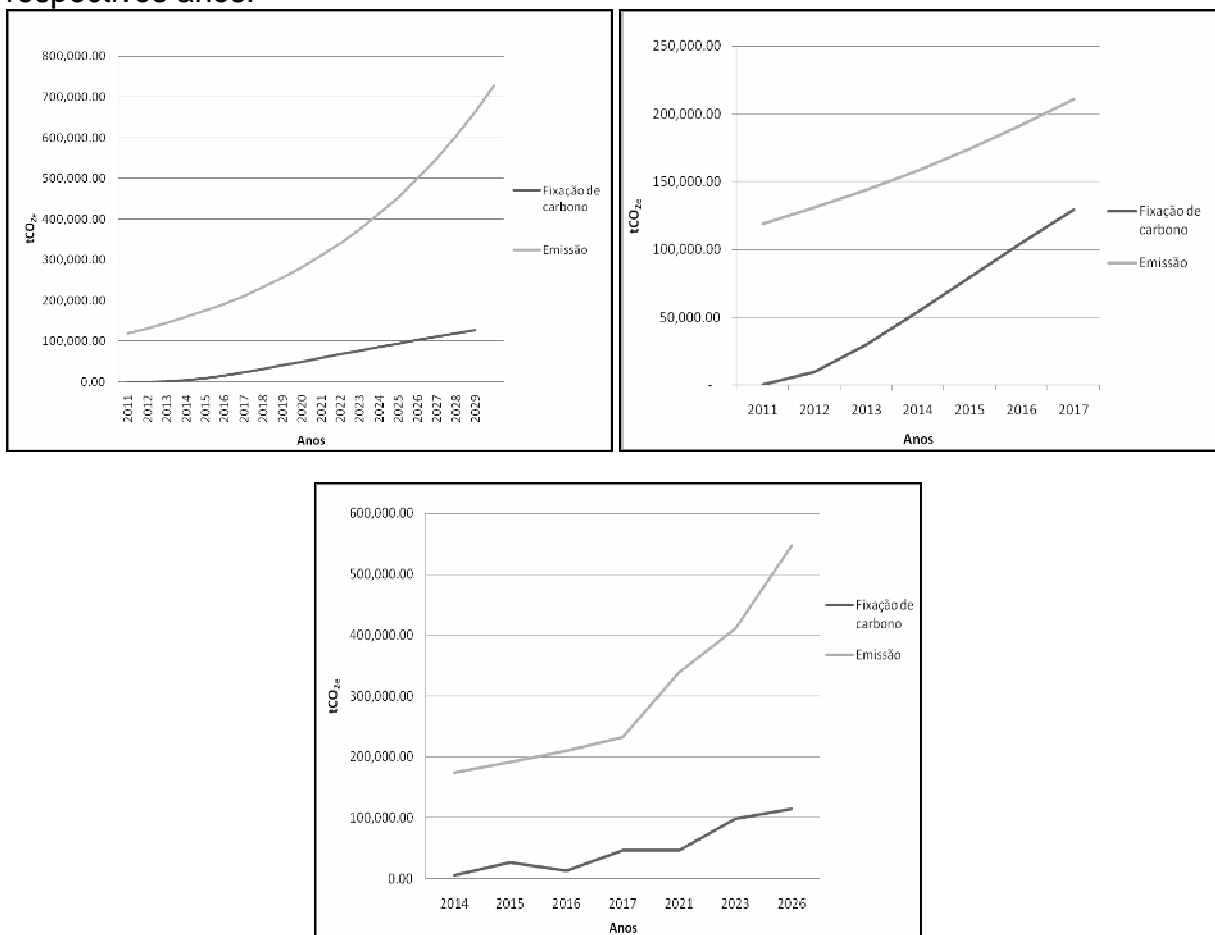 respectivos anos.
800,000.00
700,000.00
600,000.00
500,000.00
400,000.00
300,000.00
200,000.00
100,000.00
0.00
tCO2e
2011 2012 2013 2014 2015 2016 2017 2018 2019 2020 2021 2022 2023 2024 2025 2026 2027 2028 2029
Anos
Fixação de
carbono
Emissão
250,000.00
200,000.00
150,000.00
100,000.00
50,000.00
-
tCO2e
2011 2012 2013 2014 2015 2016 2017
Anos
Fixação de
carbono
Emissão
600,000.00
500,000.00
400,000.00
300,000.00
200,000.00
100,000.00
0.00
tCO2e
2014 2015 2016 2017 2021 2023 2026
Anos
Fixação de
carbono
Emissão